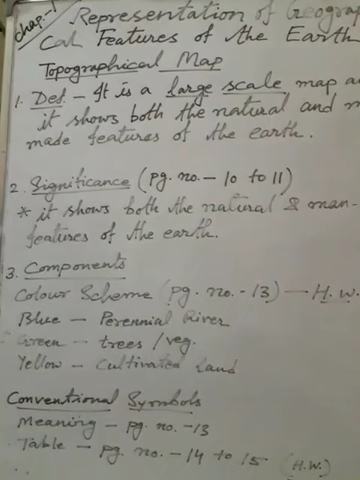 Chap:-1 Representation of Geograp
Cal Features of the Earth
Topographical Map
1. Def. - It is a large scale map a
it shows both the natural and m
made features of the earth.
2. Significance (pg. no. - 10 to 11)
* it shows both the natural & man-
features of the earth.
3. Components
Colour Scheme (pg. no. - 13) - H.W.
Blue - Perennial River
Green - trees / veg.
Yellow - Cultivated Land
Conventional Symbols
Meaning - pg. no. - 13
Table - pg. no. - 14 to 15 (H.W.)